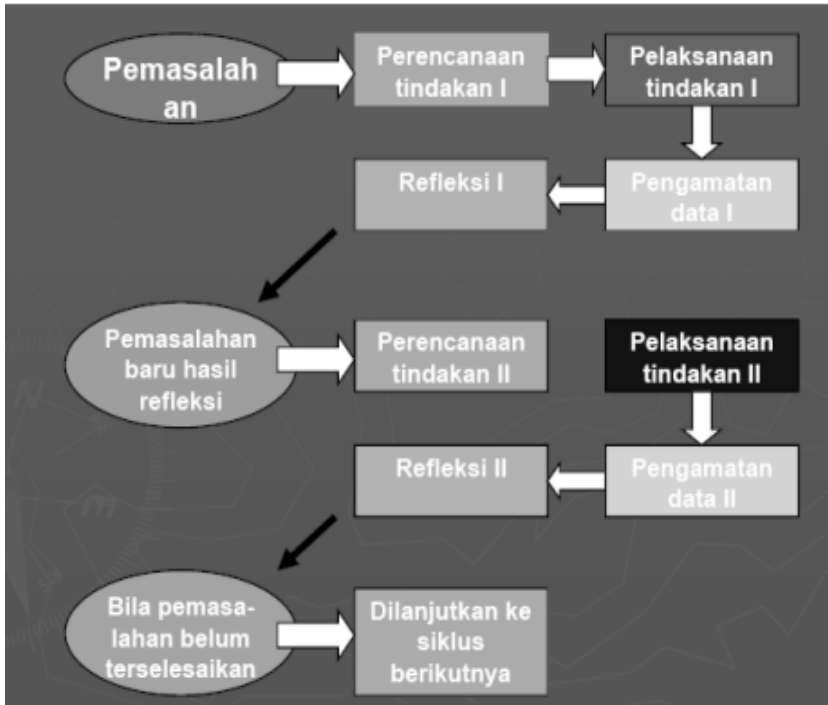 Pemasalah
an
Perencanaan
tindakan I
Pelaksanaan
tindakan I
Refleksi I
Pengamatan
data I
Pemasalahan
baru hasil
refleksi
Perencanaan
tindakan II
Pelaksanaan
tindakan II
Refleksi II
Pengamatan
data II
Bila pemasa-
lahan belum
terselesaikan
Dilanjutkan ke
siklus
berikutnya
N
E